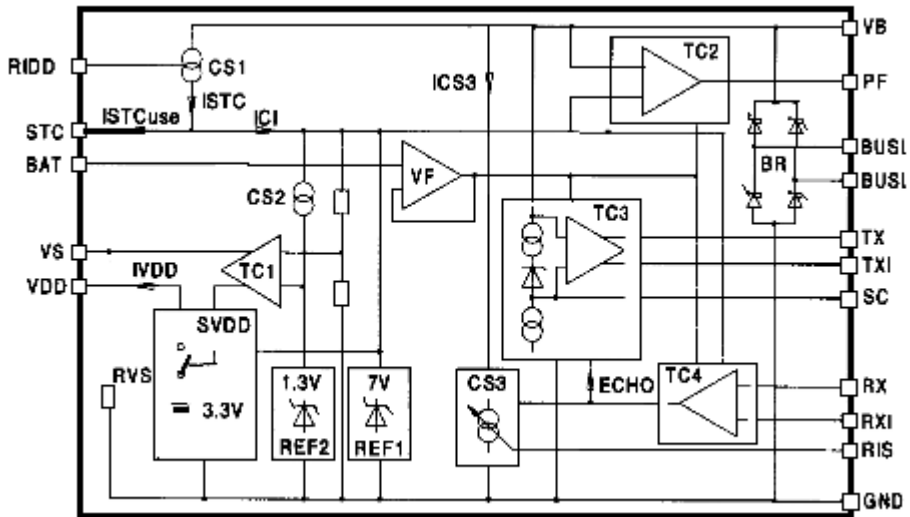 VB
TC2
RIDD
CS1
ICS3
PF
ISTC
ISTCuse
ICI
STC
BAT
BUSL
BR
BUSL
VF
CS2
TC3
TX
VS
TC1
TXI
IVDD
VDD
SC
SVDD
RVS
1.3V
7V
CS3
ECHO
TC4
RX
3.3V
RXI
REF2
REF1
RIS
GND